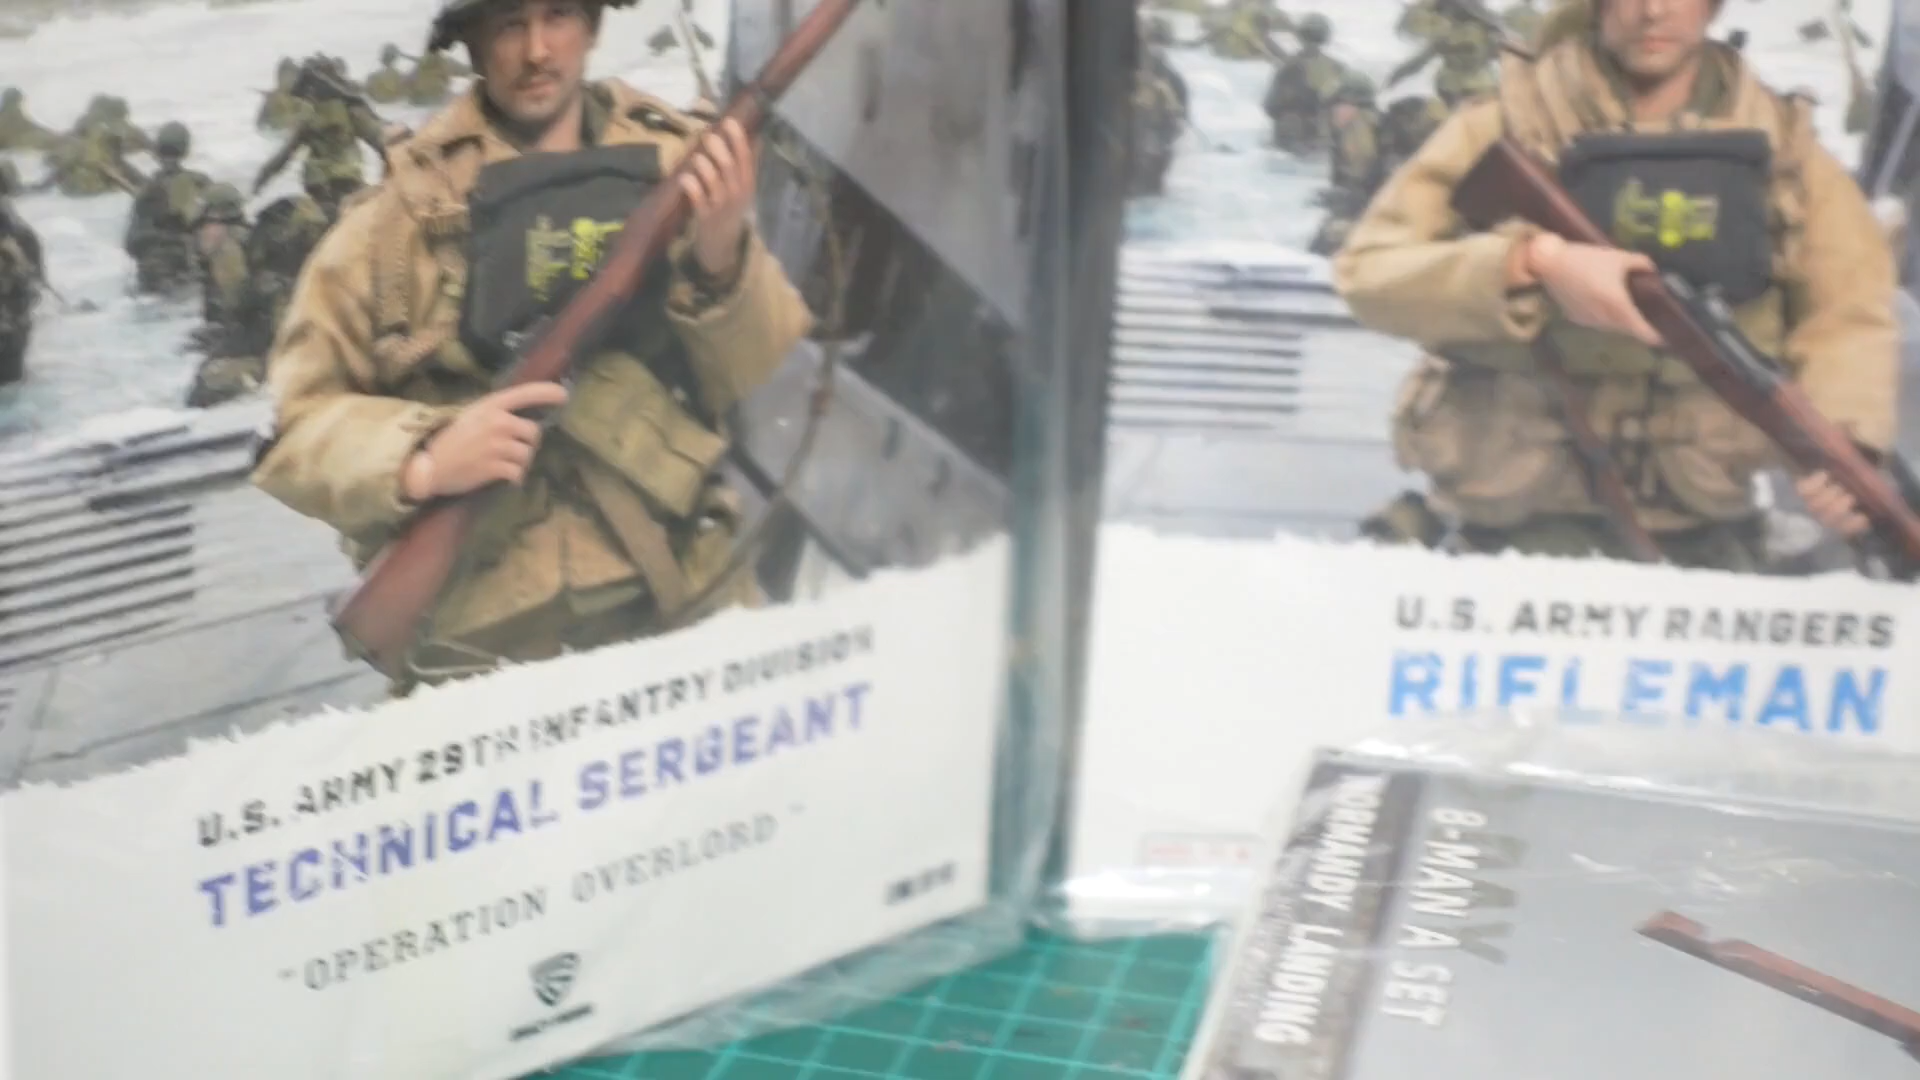 U.S. ARMY 29TH INFANTRY DIVISION
TECHNICAL SERGEANT
"OPERATION OVERLORD"
U.S. ARMY RANGERS
RIFLEMAN
8-MAN A SET
NORMANDY LANDING